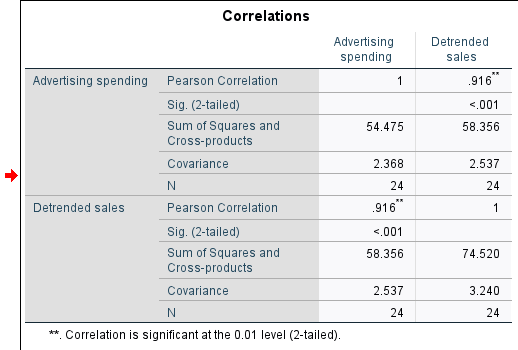 Correlations
Advertising spending Detrended sales
Advertising spending Pearson Correlation 1 .916**
Sig. (2-tailed) <.001
Sum of Squares and Cross-products 54.475 58.356
Covariance 2.368 2.537
N 24 24
Detrended sales Pearson Correlation .916** 1
Sig. (2-tailed) <.001
Sum of Squares and Cross-products 58.356 74.520
Covariance 2.537 3.240
N 24 24
**. Correlation is significant at the 0.01 level (2-tailed).